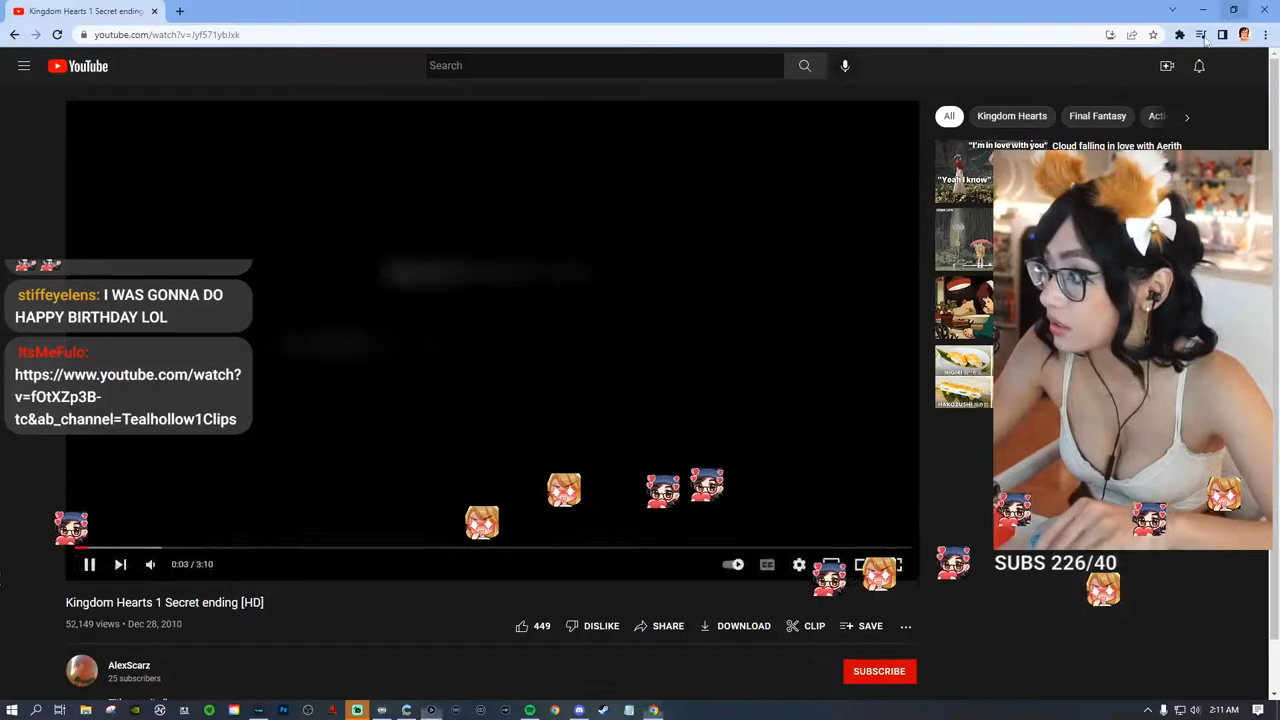 Kingdom Hearts 1 Secret ending
youtube.com/watch?v=Jyf571ybJxk
YouTube
Search
All
Kingdom Hearts
Final Fantasy
Acti
"I'm in love with you"
"Yeah I know"
Cloud falling in love with Aerith
stiffeyelens: I WAS GONNA DO
HAPPY BIRTHDAY LOL
ItsMeFulo:
https://www.youtube.com/watch?
v=fOtXZp3B-
tc&ab_channel=Tealhollow1Clips
NIGIRI
HAKOZUSHI
0:03 / 3:10
SUBS 226/40
Kingdom Hearts 1 Secret ending [HD]
52,149 views • Dec 28, 2010
449
DISLIKE
SHARE
DOWNLOAD
CLIP
SAVE
AlexScarz
25 subscribers
SUBSCRIBE
2:11 AM